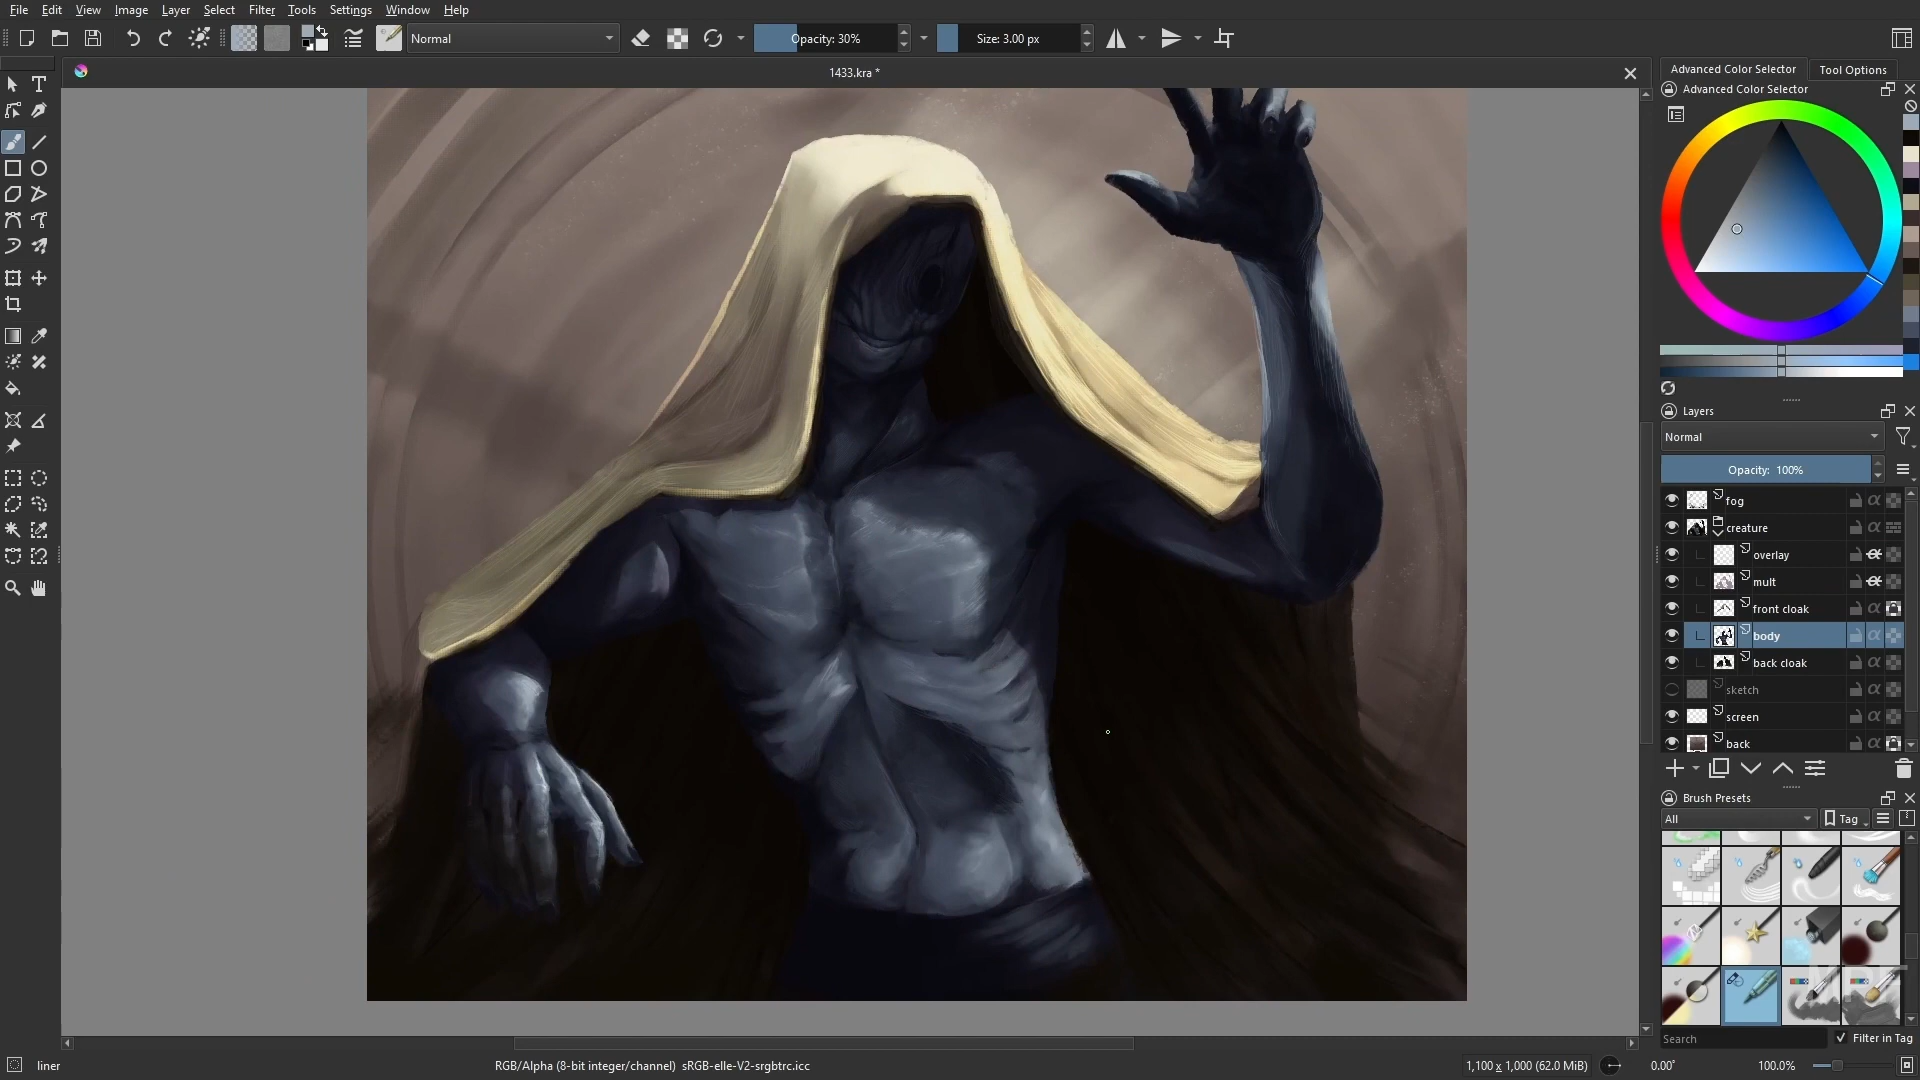 File Edit View Image Layer Select Filter Tools Settings Window Help
Normal
Opacity: 30%
Size: 3.00 px
1433.kra *
Advanced Color Selector
Tool Options
Advanced Color Selector
Layers
Normal
Opacity: 100%
fog
creature
overlay
mult
front cloak
body
back cloak
sketch
screen
back
Brush Presets
All
Tag
Search
Filter in Tag
liner
RGB/Alpha (8-bit integer/channel) sRGB-elle-V2-srgbtrc.icc
1,100 x 1,000 (62.0 MiB)
0.00°
100.0%